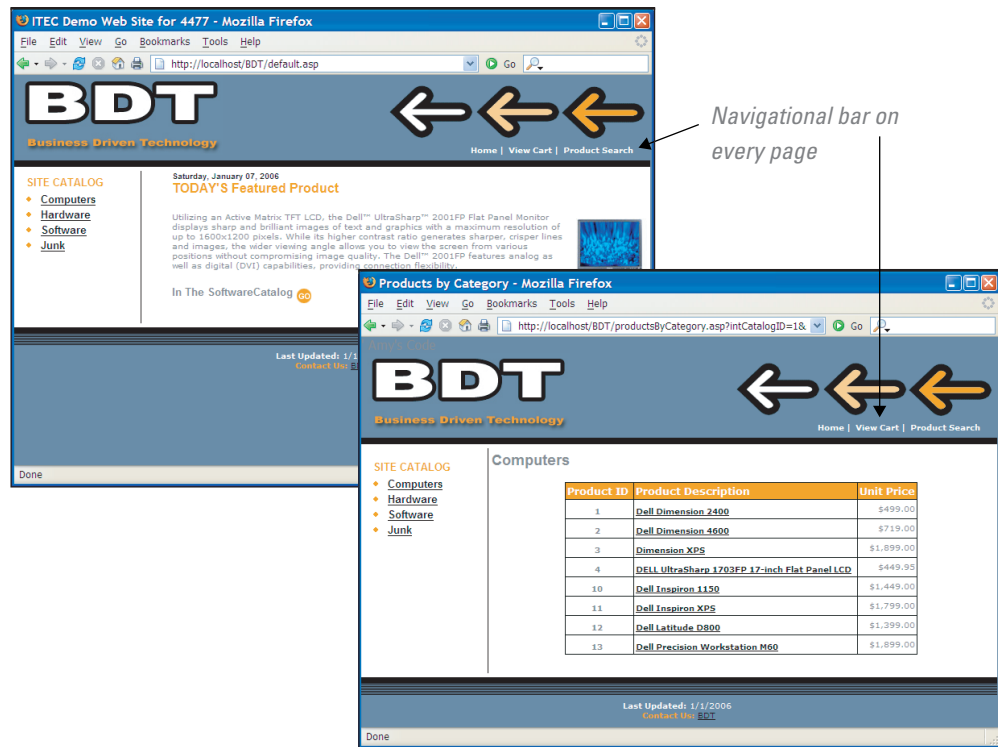 ITEC Demo Web Site for 4477 - Mozilla Firefox
File Edit View Go Bookmarks Tools Help
http://localhost/BDT/default.asp
Go
BDT
Business Driven Technology
Home | View Cart | Product Search
Navigational bar on
every page
SITE CATALOG
Computers
Hardware
Software
Junk
Saturday, January 07, 2006
TODAY'S Featured Product
Utilizing an Active Matrix TFT LCD, the Dell™ UltraSharp™ 2001FP Flat Panel Monitor
displays sharp and brilliant images of text and graphics with a maximum resolution of
up to 1600x1200 pixels. While its higher contrast ratio generates sharper, crisper lines
and images, the wider viewing angle allows you to view the screen from various
positions without compromising image quality. The Dell™ 2001FP features analog as
well as digital (DVI) capabilities, providing connection flexibility.
In The SoftwareCatalog GO
Last Updated: 1/1
Contact Us:
Done
Products by Category - Mozilla Firefox
File Edit View Go Bookmarks Tools Help
http://localhost/BDT/productsByCategory.asp?intCatalogID=1&
Go
Amy's Code
BDT
Business Driven Technology
Home | View Cart | Product Search
SITE CATALOG
Computers
Hardware
Software
Junk
Computers
Product ID Product Description Unit Price
1 Dell Dimension 2400 $499.00
2 Dell Dimension 4600 $719.00
3 Dimension XPS $1,899.00
4 DELL UltraSharp 1703FP 17-inch Flat Panel LCD $449.95
10 Dell Inspiron 1150 $1,449.00
11 Dell Inspiron XPS $1,799.00
12 Dell Latitude D800 $1,399.00
13 Dell Precision Workstation M60 $1,899.00
Last Updated: 1/1/2006
Contact Us: BDT
Done